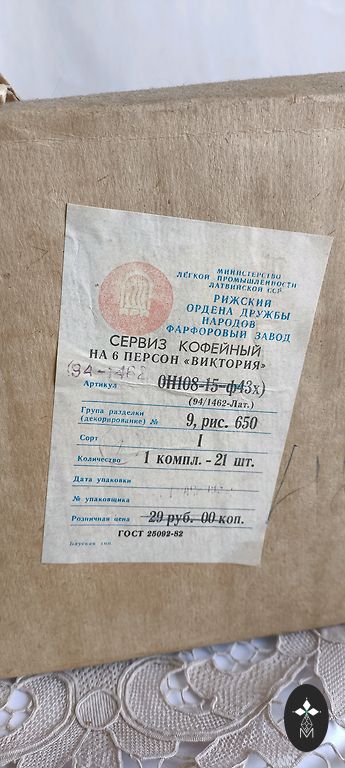 МИНИСТЕРСТВО
ЛЕГКОЙ ПРОМЫШЛЕННОСТИ
ЛАТВИЙСКОЙ ССР
РИЖСКИЙ
ОРДЕНА ДРУЖБЫ
НАРОДОВ
ФАРФОРОВЫЙ ЗАВОД
СЕРВИЗ КОФЕЙНЫЙ
НА 6 ПЕРСОН «ВИКТОРИЯ»
(94-1462
Артикул ОН108-15-ф43х)
(94/1462-Лат.)
Група разделки
(декорирование) № 9, рис. 650
Сорт 1
Количество 1 компл. - 21 шт.
Дата упаковки
№ упаковщика
Розничная цена 29 руб. 00 коп.
ГОСТ 25092-82
М